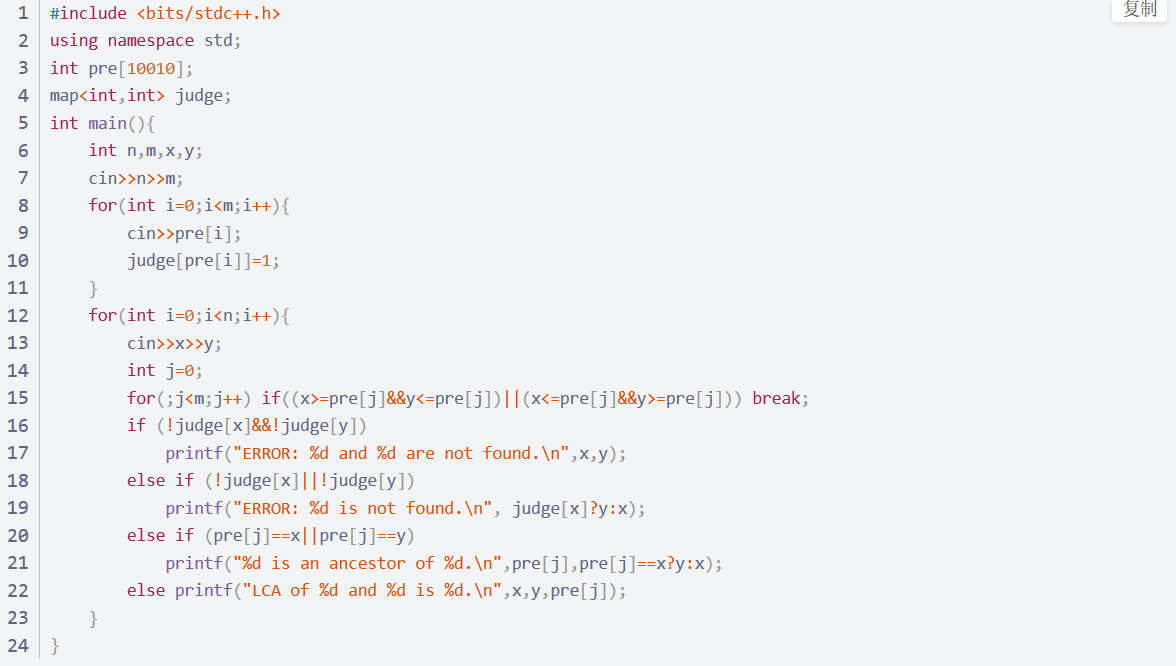 复制
1 #include <bits/stdc++.h>
2 using namespace std;
3 int pre[10010];
4 map<int,int> judge;
5 int main(){
6     int n,m,x,y;
7     cin>>n>>m;
8     for(int i=0;i<m;i++){
9         cin>>pre[i];
10         judge[pre[i]]=1;
11     }
12     for(int i=0;i<n;i++){
13         cin>>x>>y;
14         int j=0;
15         for(;j<m;j++) if((x>=pre[j]&&y<=pre[j])||(x<=pre[j]&&y>=pre[j])) break;
16         if (!judge[x]&&!judge[y])
17             printf("ERROR: %d and %d are not found.\n",x,y);
18         else if (!judge[x]||!judge[y])
19             printf("ERROR: %d is not found.\n", judge[x]?y:x);
20         else if (pre[j]==x||pre[j]==y)
21             printf("%d is an ancestor of %d.\n",pre[j],pre[j]==x?y:x);
22         else printf("LCA of %d and %d is %d.\n",x,y,pre[j]);
23     }
24 }